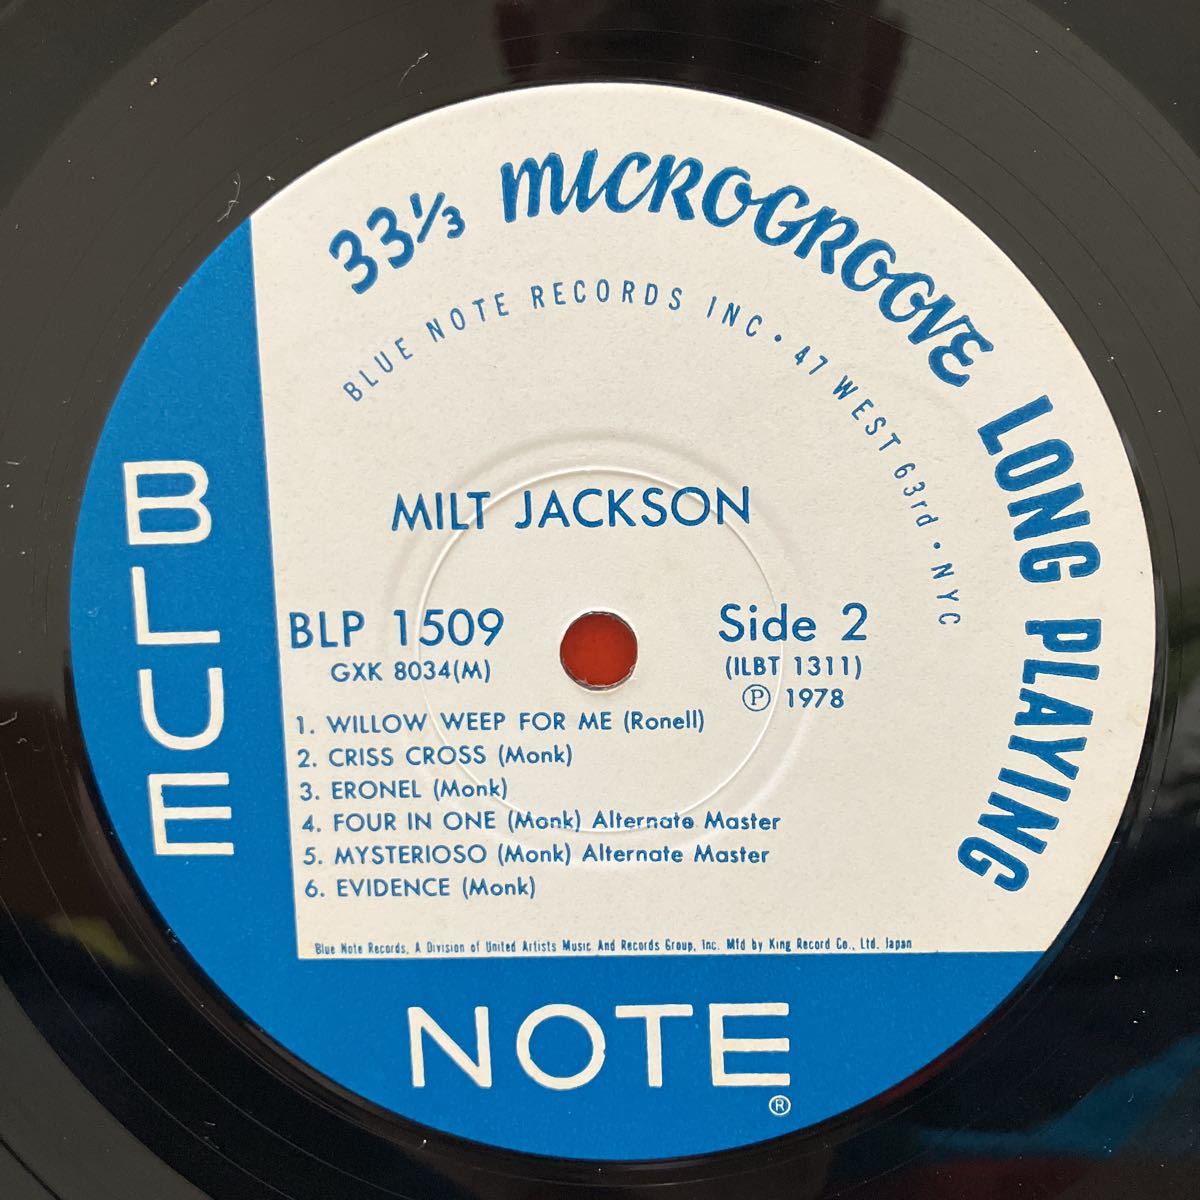 33⅓ MICROGROOVE LONG PLAYING
BLUE NOTE RECORDS INC • 47 WEST 63rd • NYC
MILT JACKSON
BLP 1509
GXK 8034(M)
Side 2
(ILBT 1311)
Ⓟ 1978
1. WILLOW WEEP FOR ME (Ronell)
2. CRISS CROSS (Monk)
3. ERONEL (Monk)
4. FOUR IN ONE (Monk) Alternate Master
5. MYSTERIOSO (Monk) Alternate Master
6. EVIDENCE (Monk)
Blue Note Records, A Division of United Artists Music And Records Group, Inc. Mfd by King Record Co., Ltd. Japan
BLUE
NOTE
®